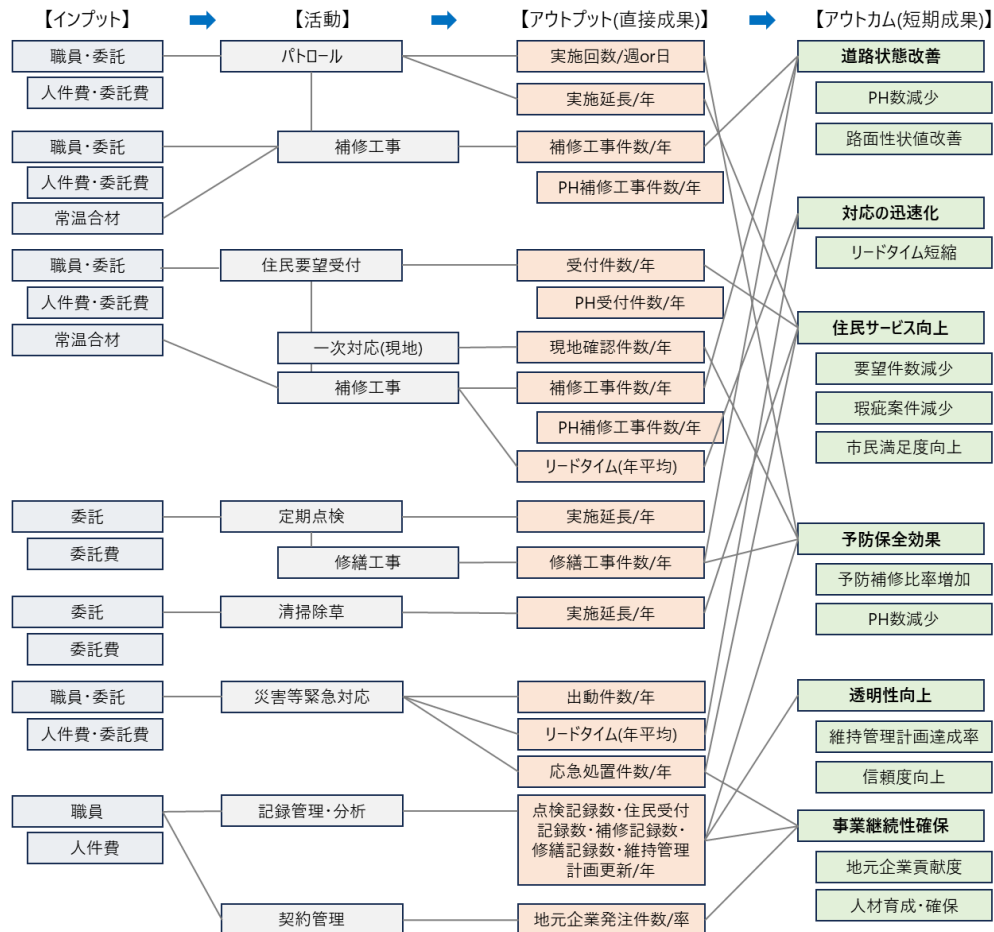 【インプット】
【活動】
【アウトプット(直接成果)】
【アウトカム(短期成果)】
職員・委託
人件費・委託費
職員・委託
人件費・委託費
常温合材
職員・委託
人件費・委託費
常温合材
委託
委託費
委託
委託費
職員・委託
人件費・委託費
職員
人件費
パトロール
補修工事
住民要望受付
一次対応(現地)
補修工事
定期点検
修繕工事
清掃除草
災害等緊急対応
記録管理・分析
契約管理
実施回数/週or日
実施延長/年
補修工事件数/年
PH補修工事件数/年
受付件数/年
PH受付件数/年
現地確認件数/年
補修工事件数/年
PH補修工事件数/年
リードタイム(年平均)
実施延長/年
修繕工事件数/年
実施延長/年
出動件数/年
リードタイム(年平均)
応急処置件数/年
点検記録数・住民受付
記録数・補修記録数・
修繕記録数・維持管理
計画更新/年
地元企業発注件数/率
道路状態改善
PH数減少
路面性状値改善
対応の迅速化
リードタイム短縮
住民サービス向上
要望件数減少
瑕疵案件減少
市民満足度向上
予防保全効果
予防補修比率増加
PH数減少
透明性向上
維持管理計画達成率
信頼度向上
事業継続性確保
地元企業貢献度
人材育成・確保